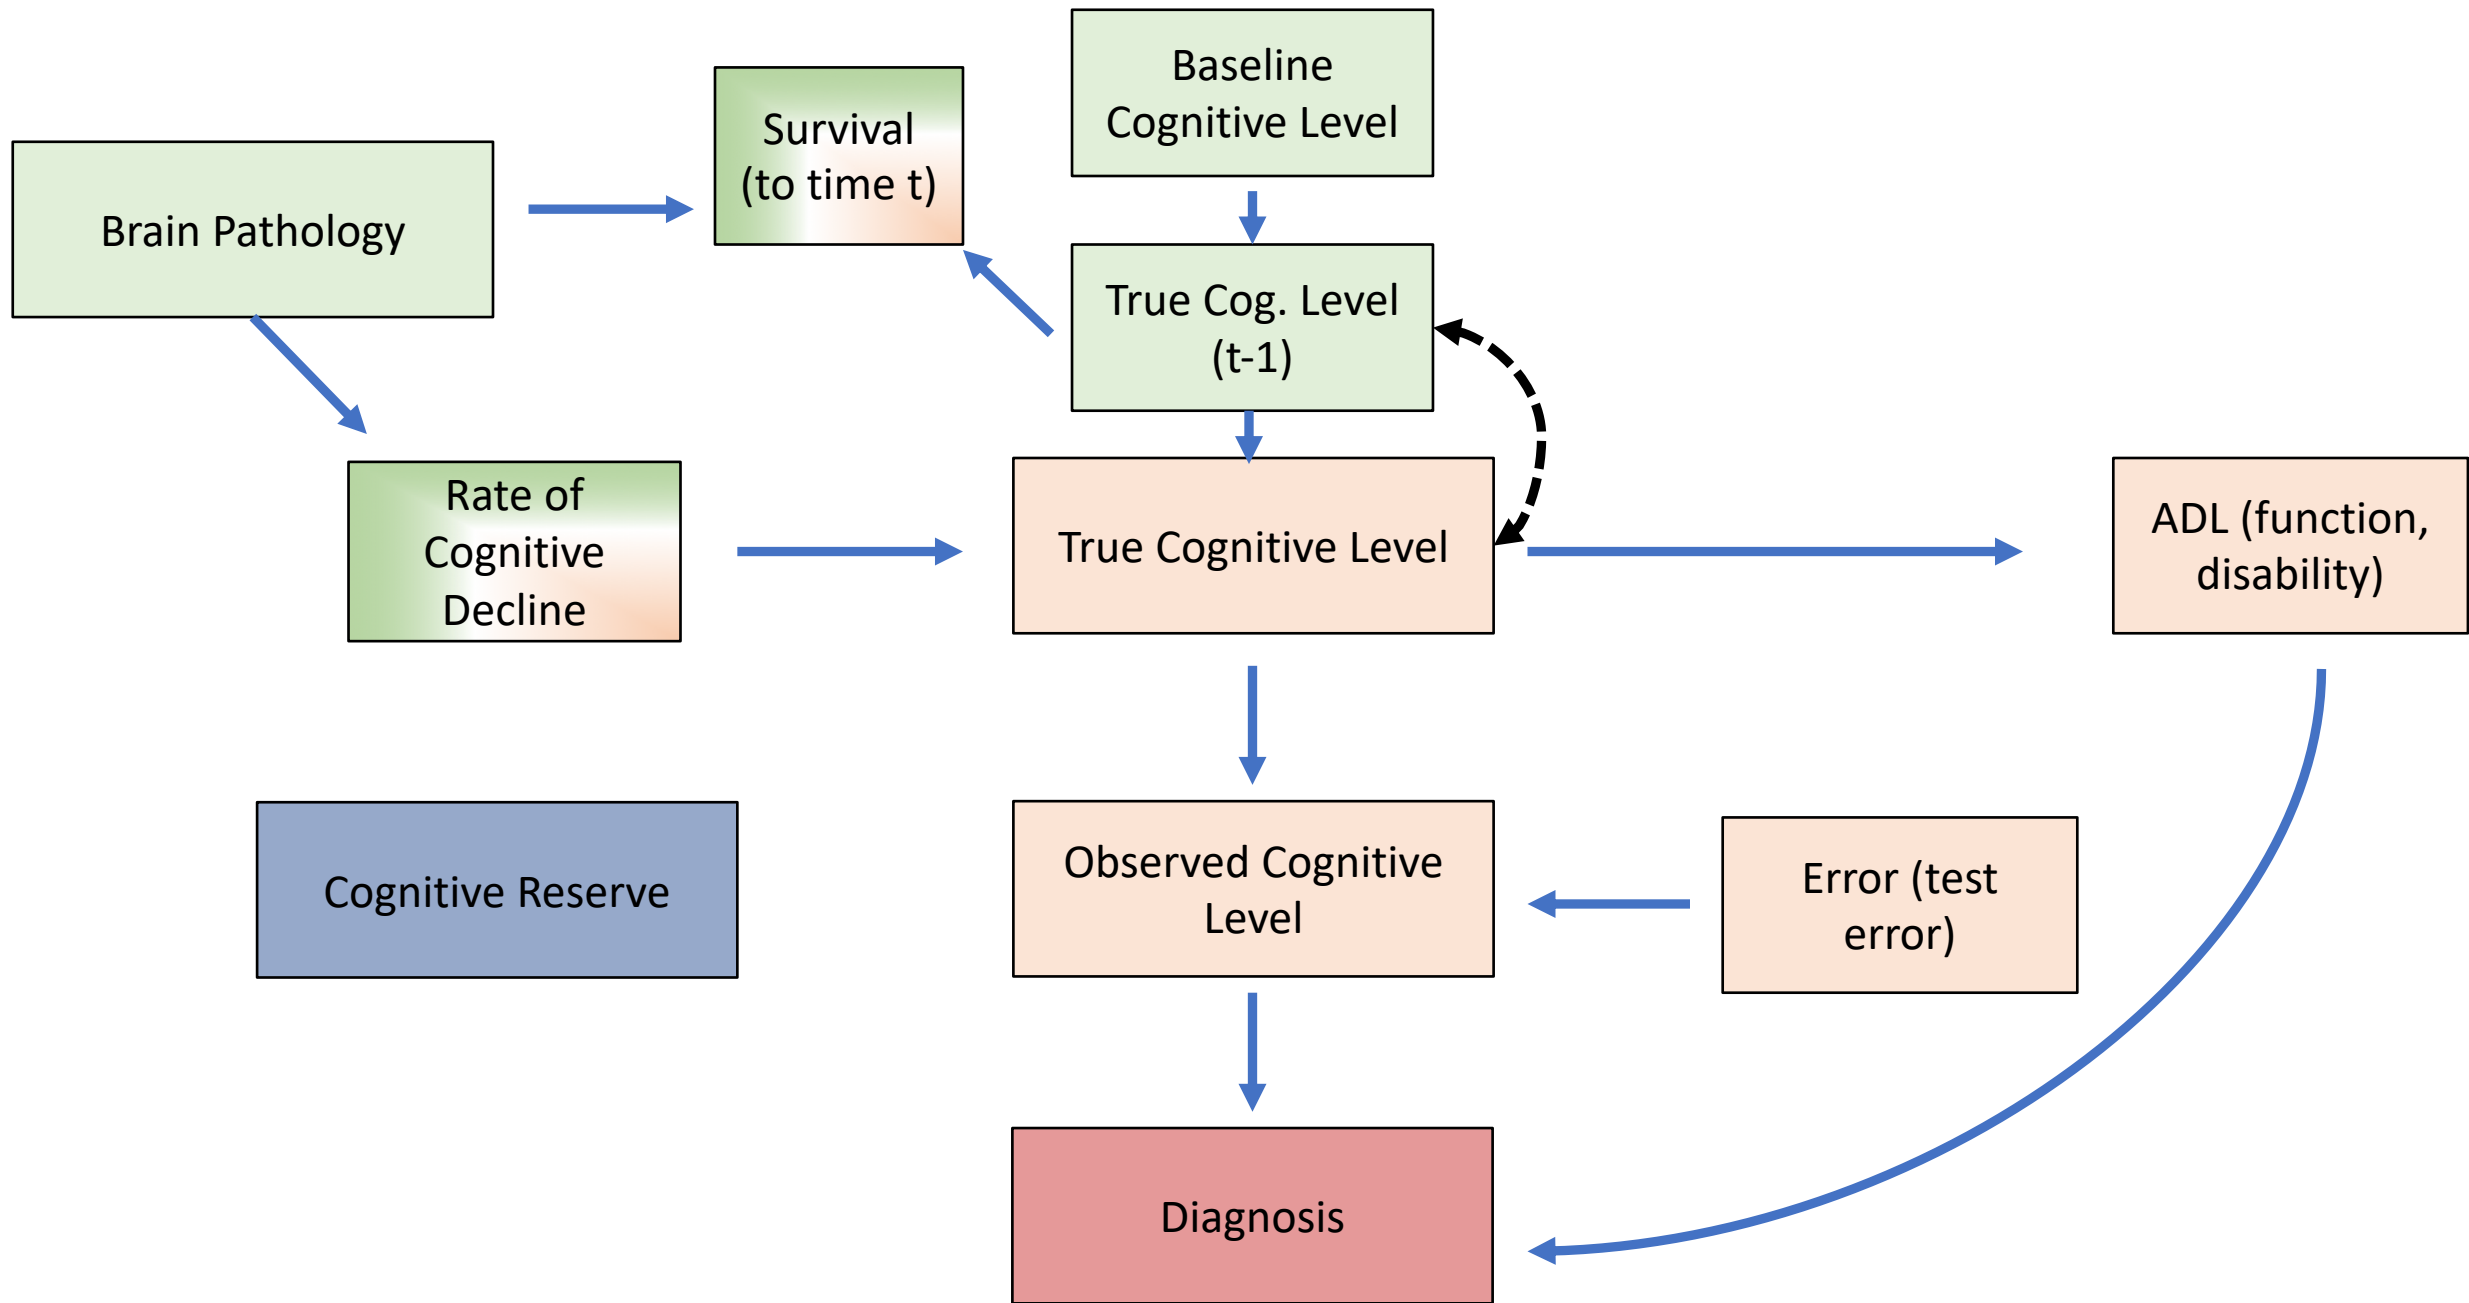 Baseline
Cognitive Level
Survival
(to time t)
Brain Pathology
True Cog. Level
(t-1)
Rate of
Cognitive
Decline
True Cognitive Level
ADL (function,
disability)
Cognitive Reserve
Observed Cognitive
Level
Error (test
error)
Diagnosis